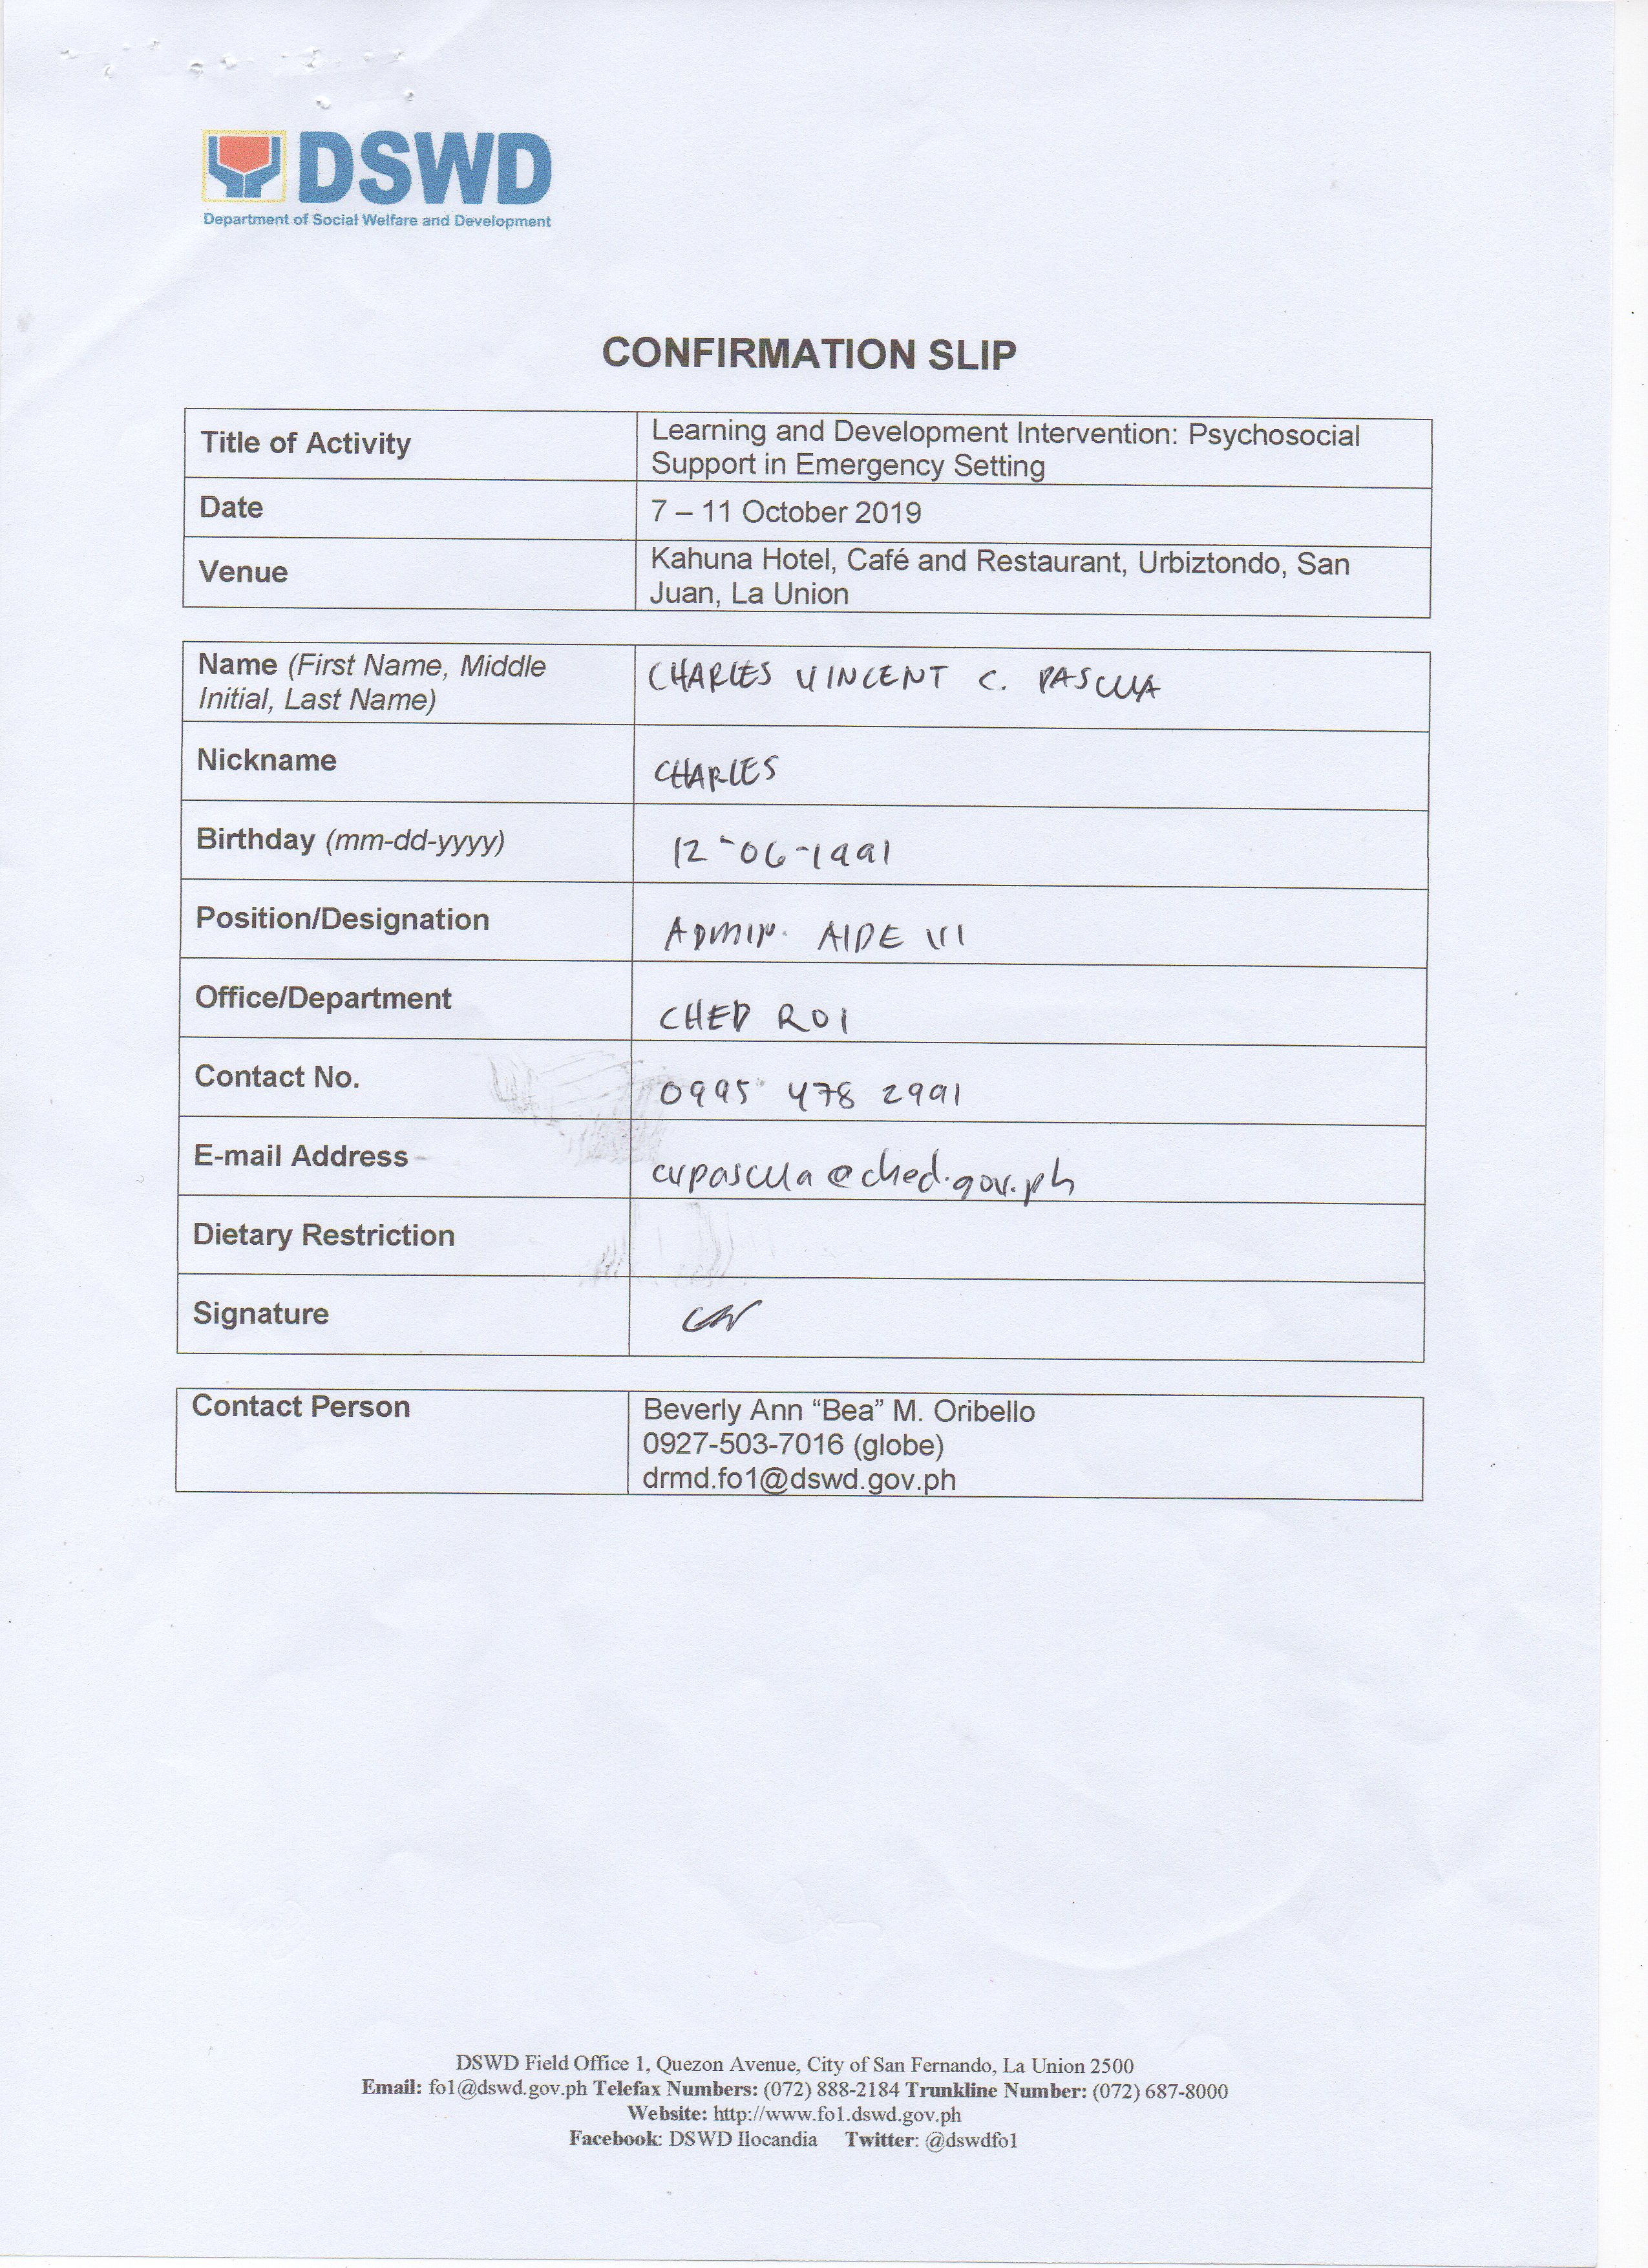 DSWD
Department of Social Welfare and Development
CONFIRMATION SLIP
Title of Activity
Learning and Development Intervention: Psychosocial
Support in Emergency Setting
Date
7 – 11 October 2019
Venue
Kahuna Hotel, Café and Restaurant, Urbiztondo, San
Juan, La Union
Name (First Name, Middle
Initial, Last Name)
CHARLES VINCENT C. PASCUA
Nickname
CHARLES
Birthday (mm-dd-yyyy)
12-06-1991
Position/Designation
ADMIN. AIDE VI
Office/Department
CHED RO1
Contact No.
0995 478 2991
E-mail Address
cvpascua@ched.gov.ph
Dietary Restriction
Signature
Contact Person
Beverly Ann “Bea” M. Oribello
0927-503-7016 (globe)
drmd.fo1@dswd.gov.ph
DSWD Field Office 1, Quezon Avenue, City of San Fernando, La Union 2500
Email: fo1@dswd.gov.ph Telefax Numbers: (072) 888-2184 Trunkline Number: (072) 687-8000
Website: http://www.fo1.dswd.gov.ph
Facebook: DSWD Ilocandia Twitter: @dswdfo1